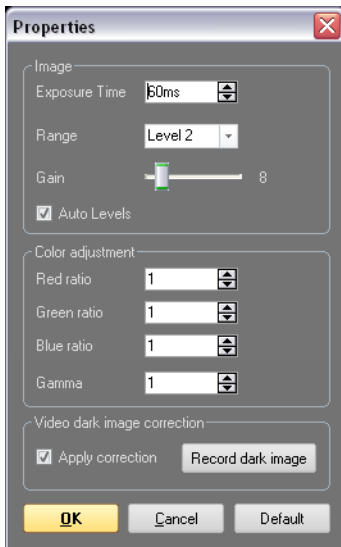 Properties
Image
Exposure Time 60ms
Range Level 2
Gain 8
Auto Levels
Color adjustment
Red ratio 1
Green ratio 1
Blue ratio 1
Gamma 1
Video dark image correction
Apply correction Record dark image
OK Cancel Default